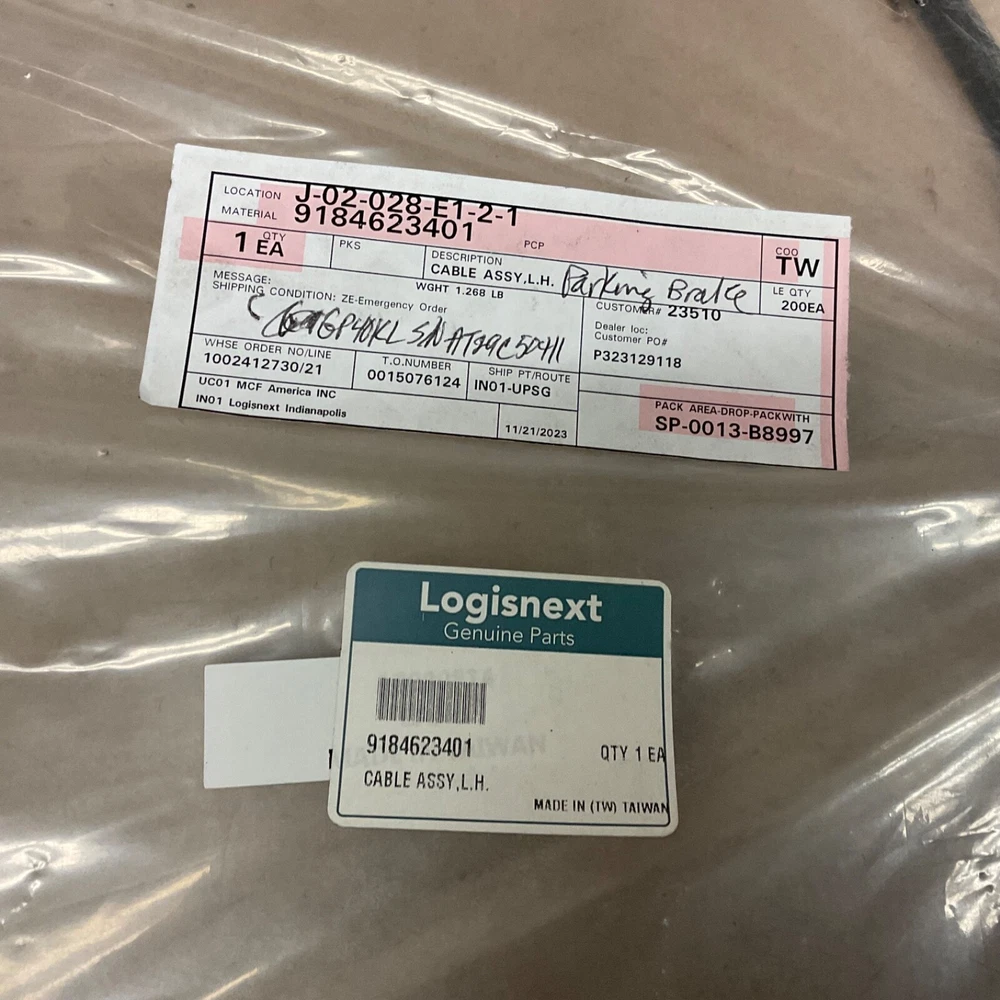 LOCATION J-02-028-E1-2-1
MATERIAL 9184623401
QTY
1 EA
PKS
PCP
COO
TW
DESCRIPTION
CABLE ASSY,L.H. Parking Brake
WGHT 1.268 LB
LE QTY
200EA
MESSAGE:
SHIPPING CONDITION: ZE-Emergency Order
CUSTOMER# 23510
GP40KL S/N AT29C50411
Dealer loc:
Customer PO#
P323129118
WHSE ORDER NO/LINE
1002412730/21
T.O.NUMBER
0015076124
SHIP PT/ROUTE
IN01-UPSG
UC01 MCF America INC
IN01 Logisnext Indianapolis
11/21/2023
PACK AREA-DROP-PACKWITH
SP-0013-B8997
Logisnext
Genuine Parts
9184623401 QTY 1 EA
CABLE ASSY,L.H.
MADE IN (TW) TAIWAN